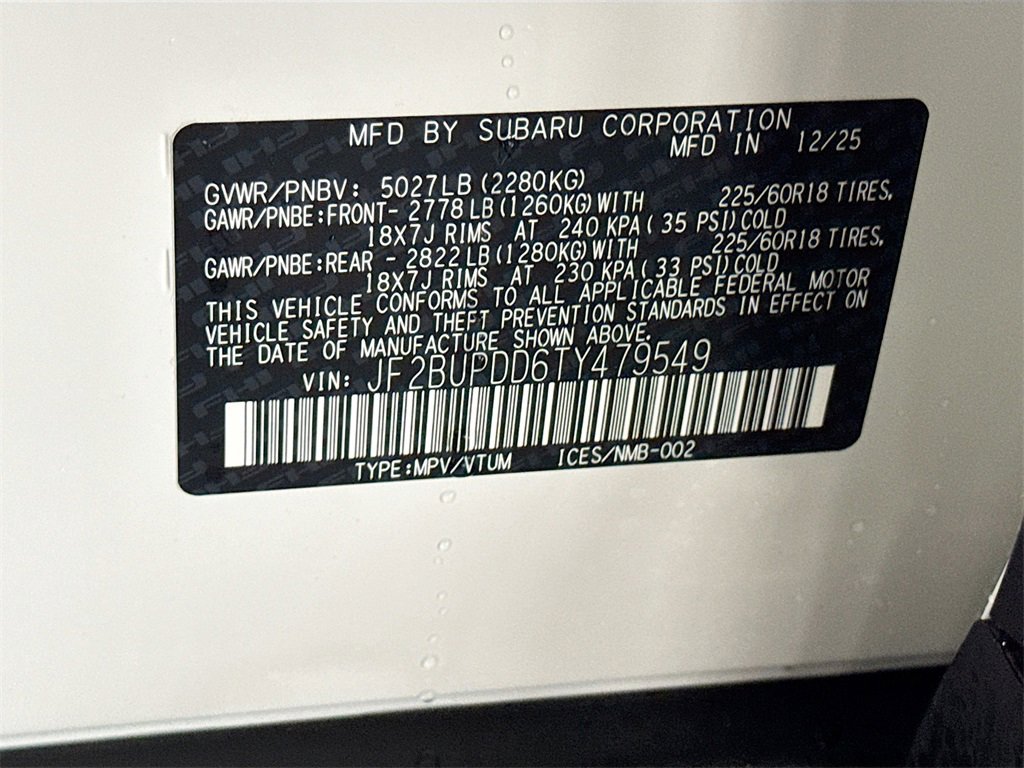 MFD BY SUBARU CORPORATION
MFD IN 12/25
GVWR/PNBV: 5027LB (2280KG)
GAWR/PNBE:FRONT- 2778 LB (1260KG) WITH 225/60R18 TIRES,
18X7J RIMS AT 240 KPA ( 35 PSI) COLD
GAWR/PNBE:REAR - 2822 LB (1280KG) WITH 225/60R18 TIRES,
18X7J RIMS AT 230 KPA ( 33 PSI) COLD
THIS VEHICLE CONFORMS TO ALL APPLICABLE FEDERAL MOTOR
VEHICLE SAFETY AND THEFT PREVENTION STANDARDS IN EFFECT ON
THE DATE OF MANUFACTURE SHOWN ABOVE.
VIN: JF2BUPDD6TY479549
TYPE:MPV/VTUM ICES/NMB-002